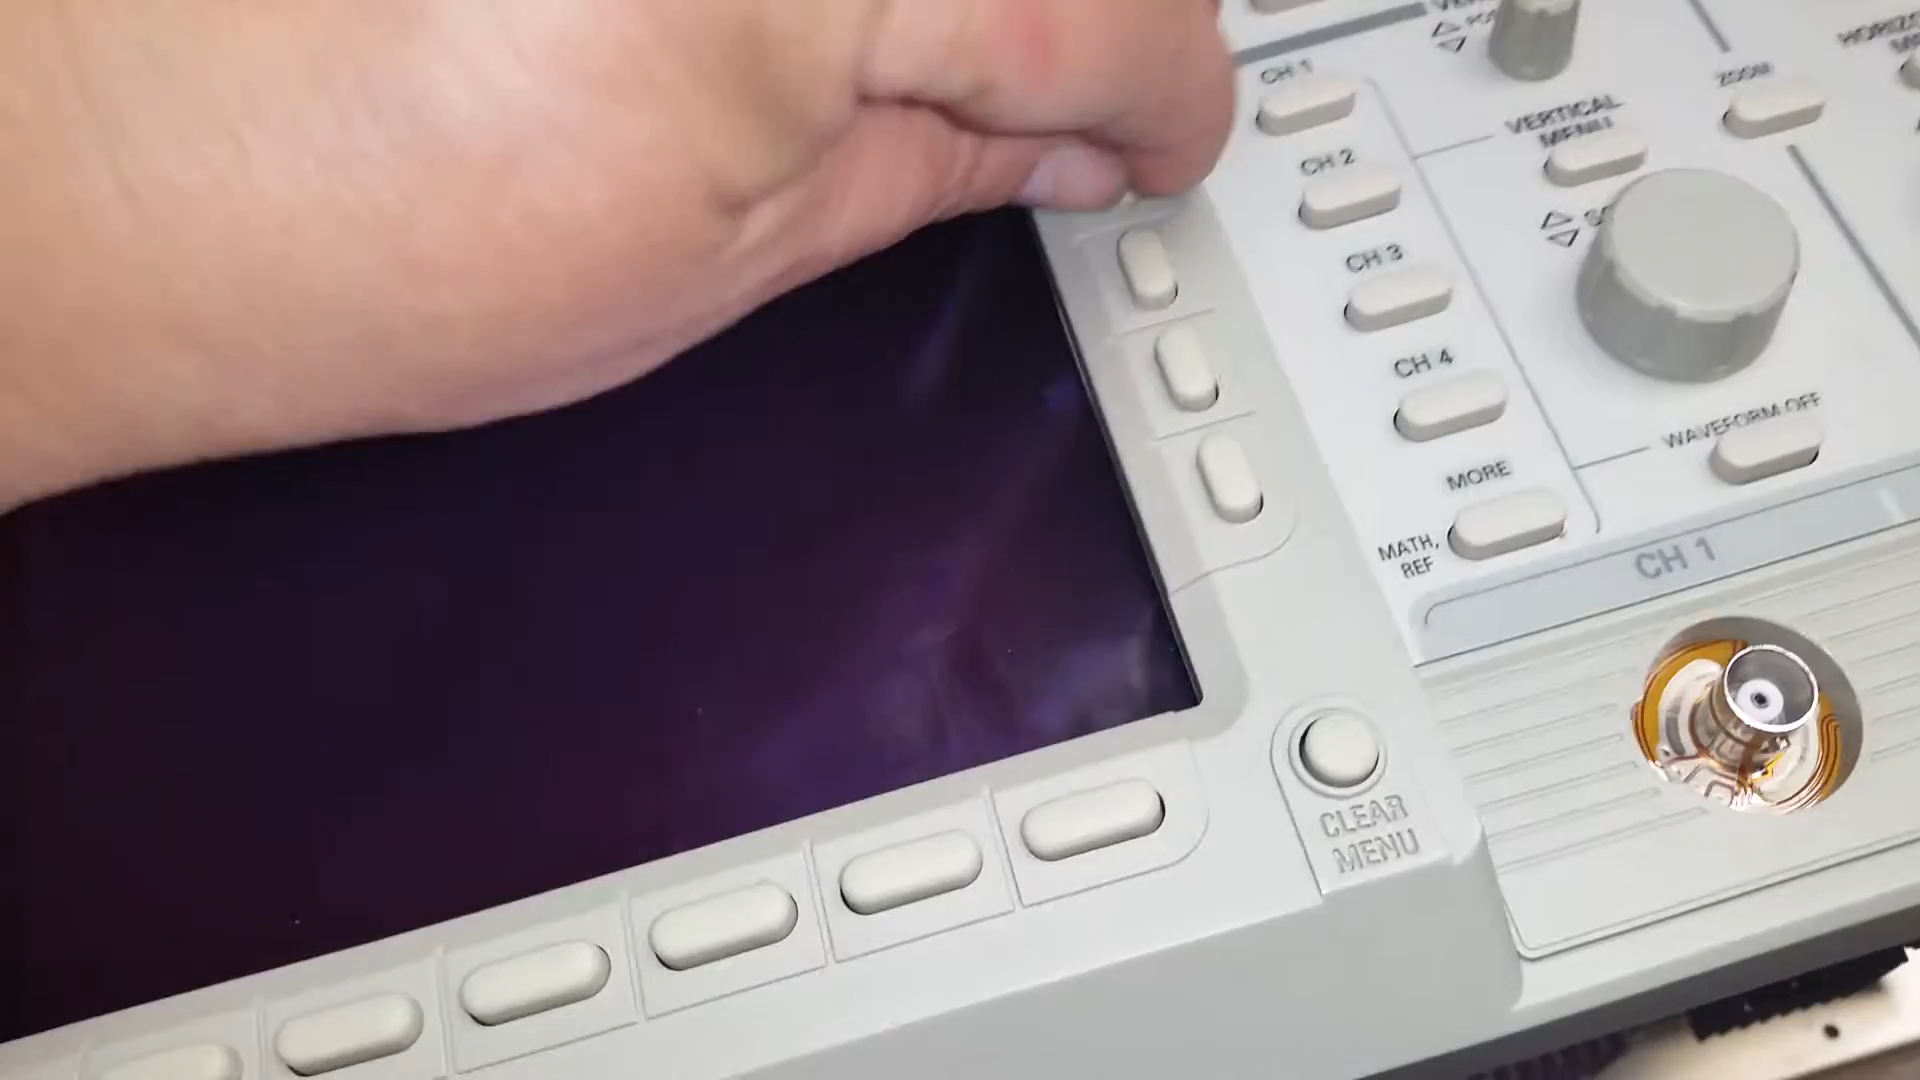 CH 1
CH 2
CH 3
CH 4
MORE
MATH,
REF
VERTICAL
MENU
ZOOM
WAVEFORM OFF
CH 1
CLEAR
MENU